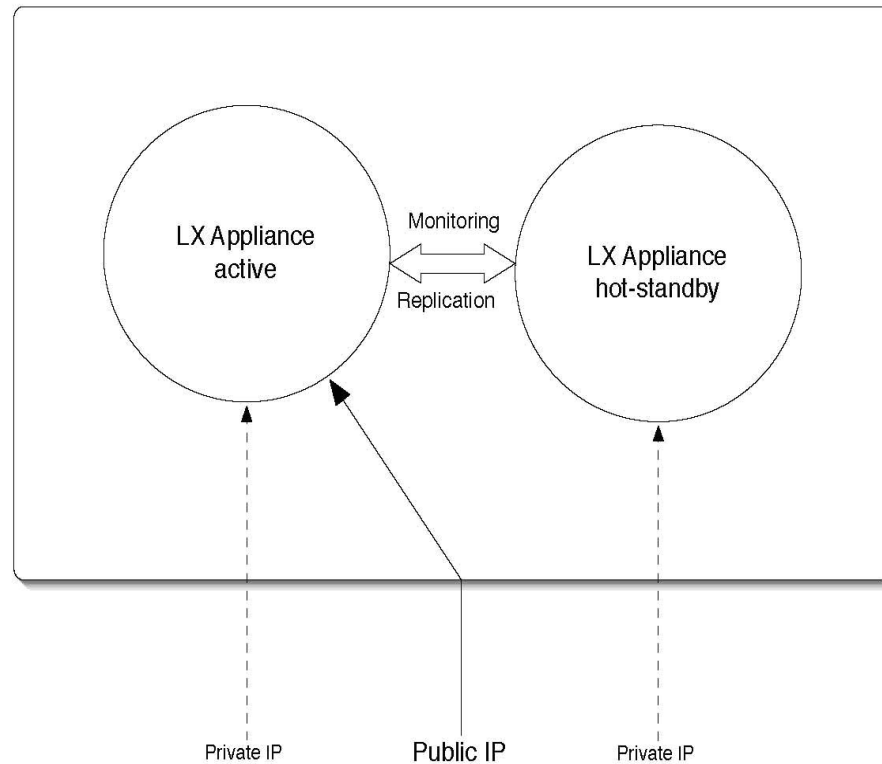 LX Appliance
active
Monitoring
Replication
LX Appliance
hot-standby
Private IP
Public IP
Private IP